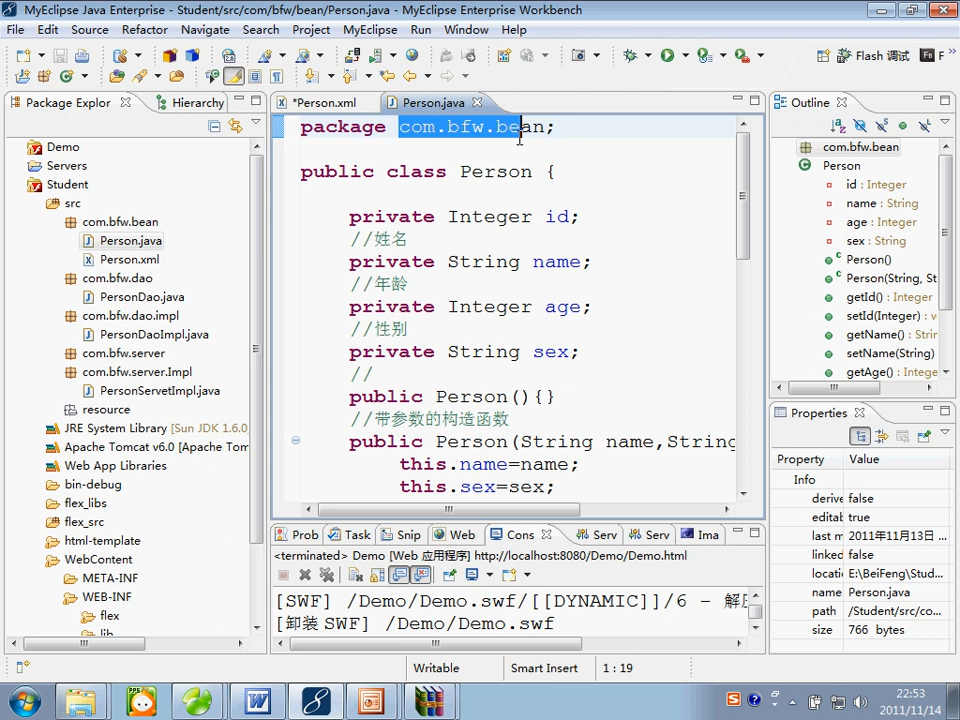 MyEclipse Java Enterprise - Student/src/com/bfw/bean/Person.java - MyEclipse Enterprise Workbench
File Edit Source Refactor Navigate Search Project MyEclipse Run Window Help
Flash 调试
Package Explor
Hierarchy
Demo
Servers
Student
src
com.bfw.bean
Person.java
Person.xml
com.bfw.dao
PersonDao.java
com.bfw.dao.impl
PersonDaoImpl.java
com.bfw.server
com.bfw.server.Impl
PersonServetImpl.java
resource
JRE System Library [Sun JDK 1.6.0_
Apache Tomcat v6.0 [Apache Tom
Web App Libraries
bin-debug
flex_libs
flex_src
html-template
WebContent
META-INF
WEB-INF
flex
lib
*Person.xml
Person.java
package com.bfw.bean;
public class Person {
private Integer id;
//姓名
private String name;
//年龄
private Integer age;
//性别
private String sex;
//
public Person(){}
//带参数的构造函数
public Person(String name,String
this.name=name;
this.sex=sex;
Outline
com.bfw.bean
Person
id : Integer
name : String
age : Integer
sex : String
Person()
Person(String, St
getId() : Integer
setId(Integer) : v
getName() : Strir
setName(String)
getAge() : Intege
Properties
Property Value
Info
derive false
editab true
last m 2011年11月13日 ...
linked false
locatio E:\BeiFeng\Stud...
name Person.java
path /Student/src/co...
size 766 bytes
Prob Task Snip Web Cons Serv Serv Ima
<terminated> Demo [Web 应用程序] http://localhost:8080/Demo/Demo.html
[SWF] /Demo/Demo.swf/[[DYNAMIC]]/6 - 解
[卸装 SWF] /Demo/Demo.swf
Writable Smart Insert 1 : 19
22:53
2011/11/14